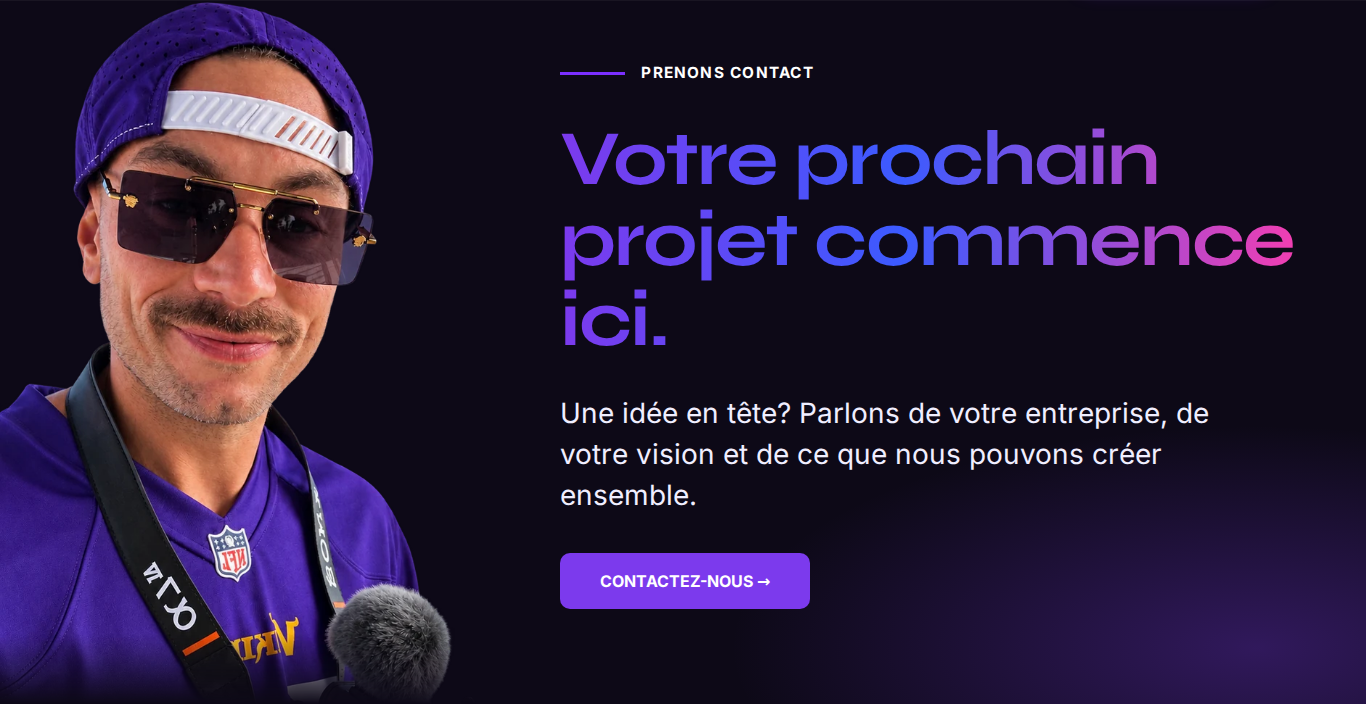 PRENONS CONTACT
Votre prochain
projet commence
ici.
Une idée en tête? Parlons de votre entreprise, de
votre vision et de ce que nous pouvons créer
ensemble.
CONTACTEZ-NOUS →
NFL